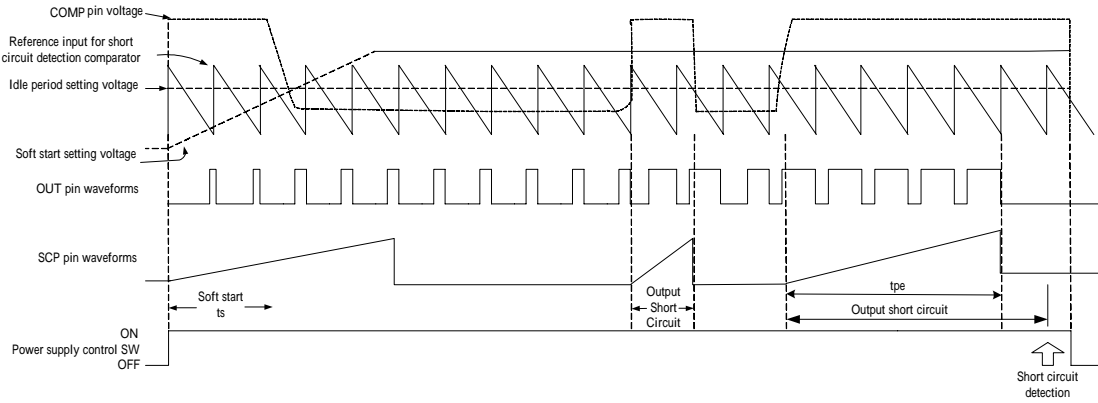 COMP pin voltage
Reference input for short
circuit detection comparator
Idle period setting voltage
Soft start setting voltage
OUT pin waveforms
SCP pin waveforms
Soft start
ts
Output
Short
Circuit
tpe
Output short circuit
ON
Power supply control SW
OFF
Short circuit
detection